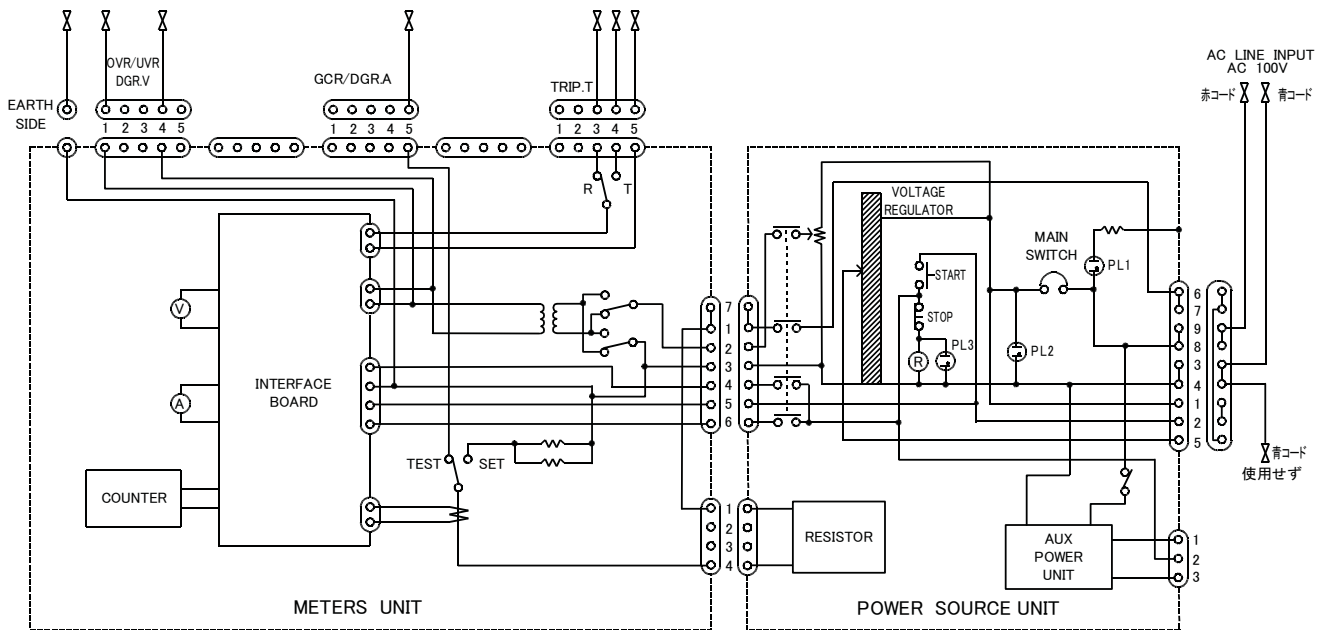 OVR/UVR
DGR.V
GCR/DGR.A
TRIP.T
AC LINE INPUT
AC 100V
赤コード
青コード
EARTH
SIDE
1 2 3 4 5
1 2 3 4 5
1 2 3 4 5
R T
VOLTAGE
REGULATOR
MAIN
SWITCH
PL1
START
STOP
R
PL3
PL2
V
A
INTERFACE
BOARD
COUNTER
TEST SET
7
1
2
3
4
5
6
1
2
3
4
6
7
9
8
3
4
1
2
5
青コード
使用せず
RESISTOR
AUX
POWER
UNIT
1
2
3
METERS UNIT
POWER SOURCE UNIT